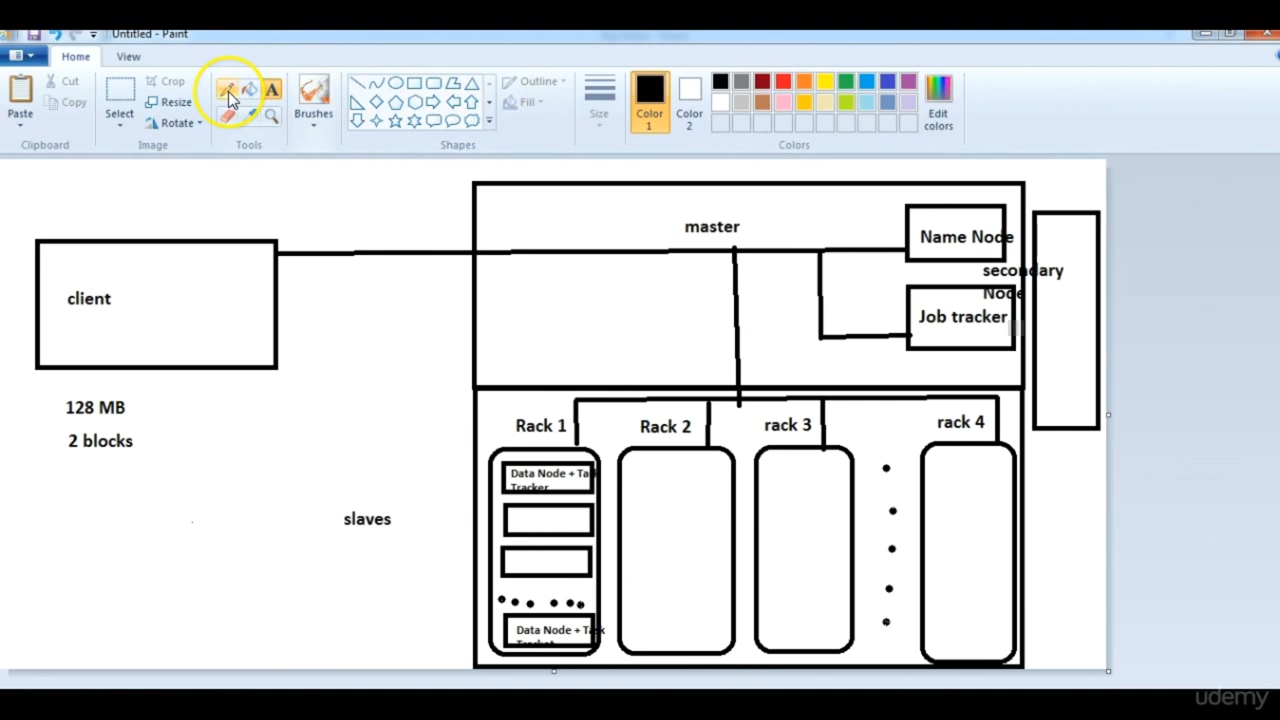 Untitled - Paint
Home
View
Paste
Cut
Copy
Clipboard
Select
Crop
Resize
Rotate
Image
Tools
Brushes
Shapes
Outline
Fill
Size
Color 1
Color 2
Colors
Edit colors
master
Name Node
secondary
Node
Job tracker
client
128 MB
2 blocks
slaves
Rack 1
Rack 2
rack 3
rack 4
Data Node + Task
Tracker
Data Node + Task
Tracket
udemy